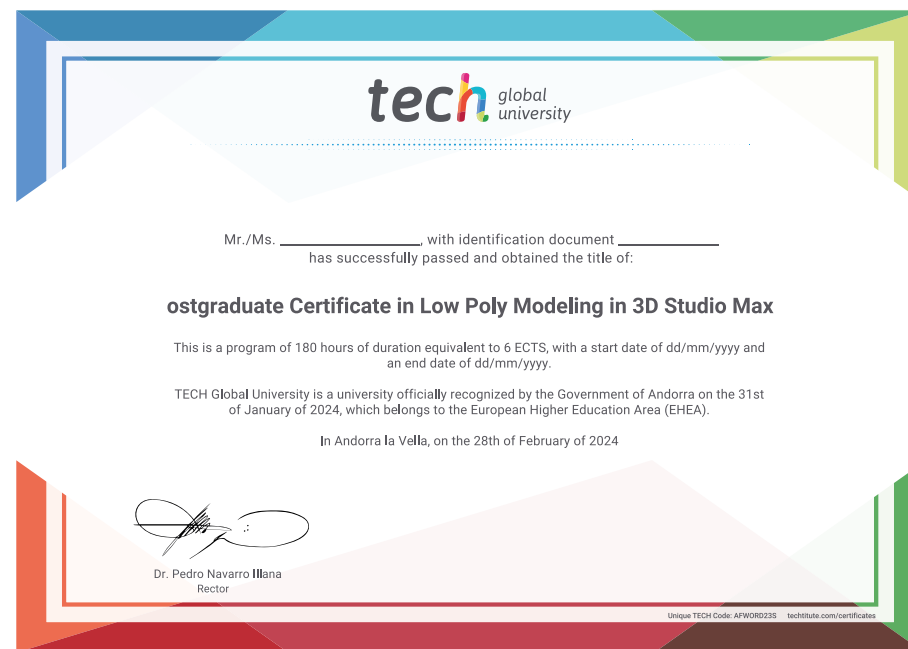 tech global university
Mr./Ms. ____________________, with identification document ______________
has successfully passed and obtained the title of:
ostgraduate Certificate in Low Poly Modeling in 3D Studio Max
This is a program of 180 hours of duration equivalent to 6 ECTS, with a start date of dd/mm/yyyy and
an end date of dd/mm/yyyy.
TECH Global University is a university officially recognized by the Government of Andorra on the 31st
of January of 2024, which belongs to the European Higher Education Area (EHEA).
In Andorra la Vella, on the 28th of February of 2024
Dr. Pedro Navarro Illana
Rector
Unique TECH Code: AFWORD23S techtitute.com/certificates